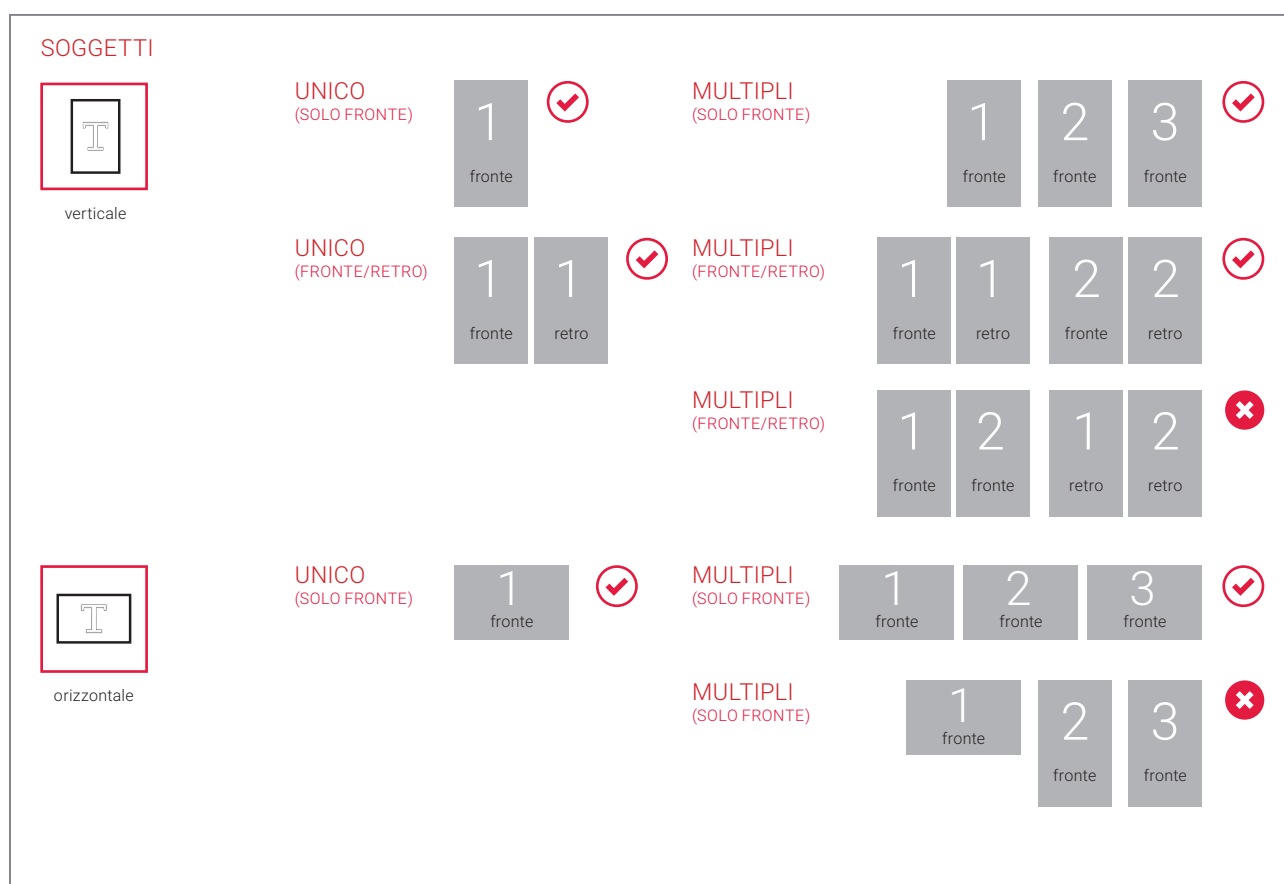 SOGGETTI
T
verticale
UNICO
(SOLO FRONTE)
1
fronte
MULTIPLI
(SOLO FRONTE)
1 2 3
fronte fronte fronte
UNICO
(FRONTE/RETRO)
1 1
fronte retro
MULTIPLI
(FRONTE/RETRO)
1 1 2 2
fronte retro fronte retro
MULTIPLI
(FRONTE/RETRO)
1 2 1 2
fronte fronte retro retro
T
orizzontale
UNICO
(SOLO FRONTE)
1
fronte
MULTIPLI
(SOLO FRONTE)
1 2 3
fronte fronte fronte
MULTIPLI
(SOLO FRONTE)
1 2 3
fronte fronte fronte